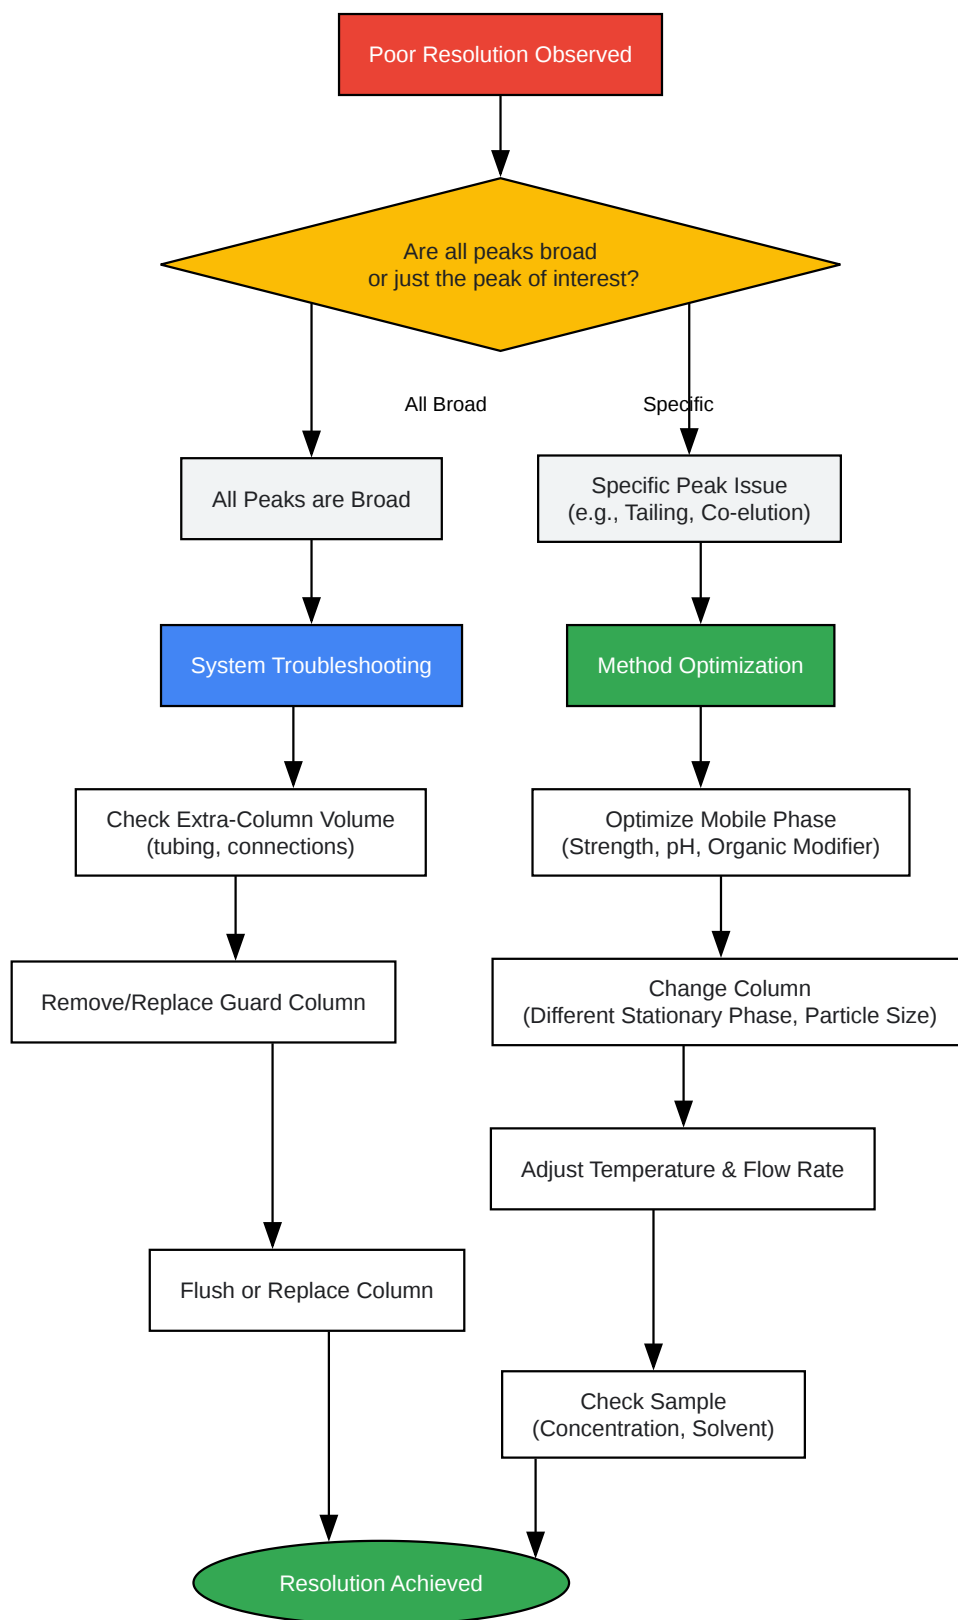 Poor Resolution Observed
Are all peaks broad
or just the peak of interest?
All Broad
Specific
All Peaks are Broad
Specific Peak Issue
(e.g., Tailing, Co-elution)
System Troubleshooting
Method Optimization
Check Extra-Column Volume
(tubing, connections)
Optimize Mobile Phase
(Strength, pH, Organic Modifier)
Remove/Replace Guard Column
Change Column
(Different Stationary Phase, Particle Size)
Adjust Temperature & Flow Rate
Flush or Replace Column
Check Sample
(Concentration, Solvent)
Resolution Achieved